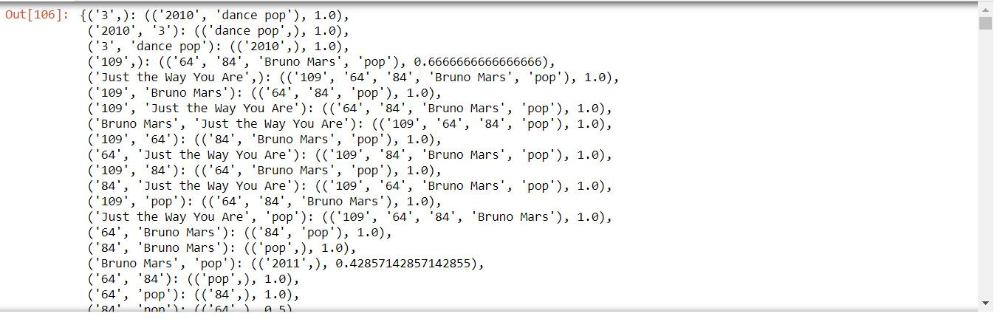 Out[106]: {('3',): (('2010', 'dance pop'), 1.0),
('2010', '3'): (('dance pop',), 1.0),
('3', 'dance pop'): (('2010',), 1.0),
('109',): (('64', '84', 'Bruno Mars', 'pop'), 0.6666666666666666),
('Just the Way You Are',): (('109', '64', '84', 'Bruno Mars', 'pop'), 1.0),
('109', 'Bruno Mars'): (('64', '84', 'pop'), 1.0),
('109', 'Just the Way You Are'): (('64', '84', 'Bruno Mars', 'pop'), 1.0),
('Bruno Mars', 'Just the Way You Are'): (('109', '64', '84', 'pop'), 1.0),
('109', '64'): (('84', 'Bruno Mars', 'pop'), 1.0),
('64', 'Just the Way You Are'): (('109', '84', 'Bruno Mars', 'pop'), 1.0),
('109', '84'): (('64', 'Bruno Mars', 'pop'), 1.0),
('84', 'Just the Way You Are'): (('109', '64', 'Bruno Mars', 'pop'), 1.0),
('109', 'pop'): (('64', '84', 'Bruno Mars'), 1.0),
('Just the Way You Are', 'pop'): (('109', '64', '84', 'Bruno Mars'), 1.0),
('64', 'Bruno Mars'): (('84', 'pop'), 1.0),
('84', 'Bruno Mars'): (('pop',), 1.0),
('Bruno Mars', 'pop'): (('2011',), 0.42857142857142855),
('64', '84'): (('pop',), 1.0),
('64', 'pop'): (('84',), 1.0),
('84', 'pop'): (('64',), 0.5)